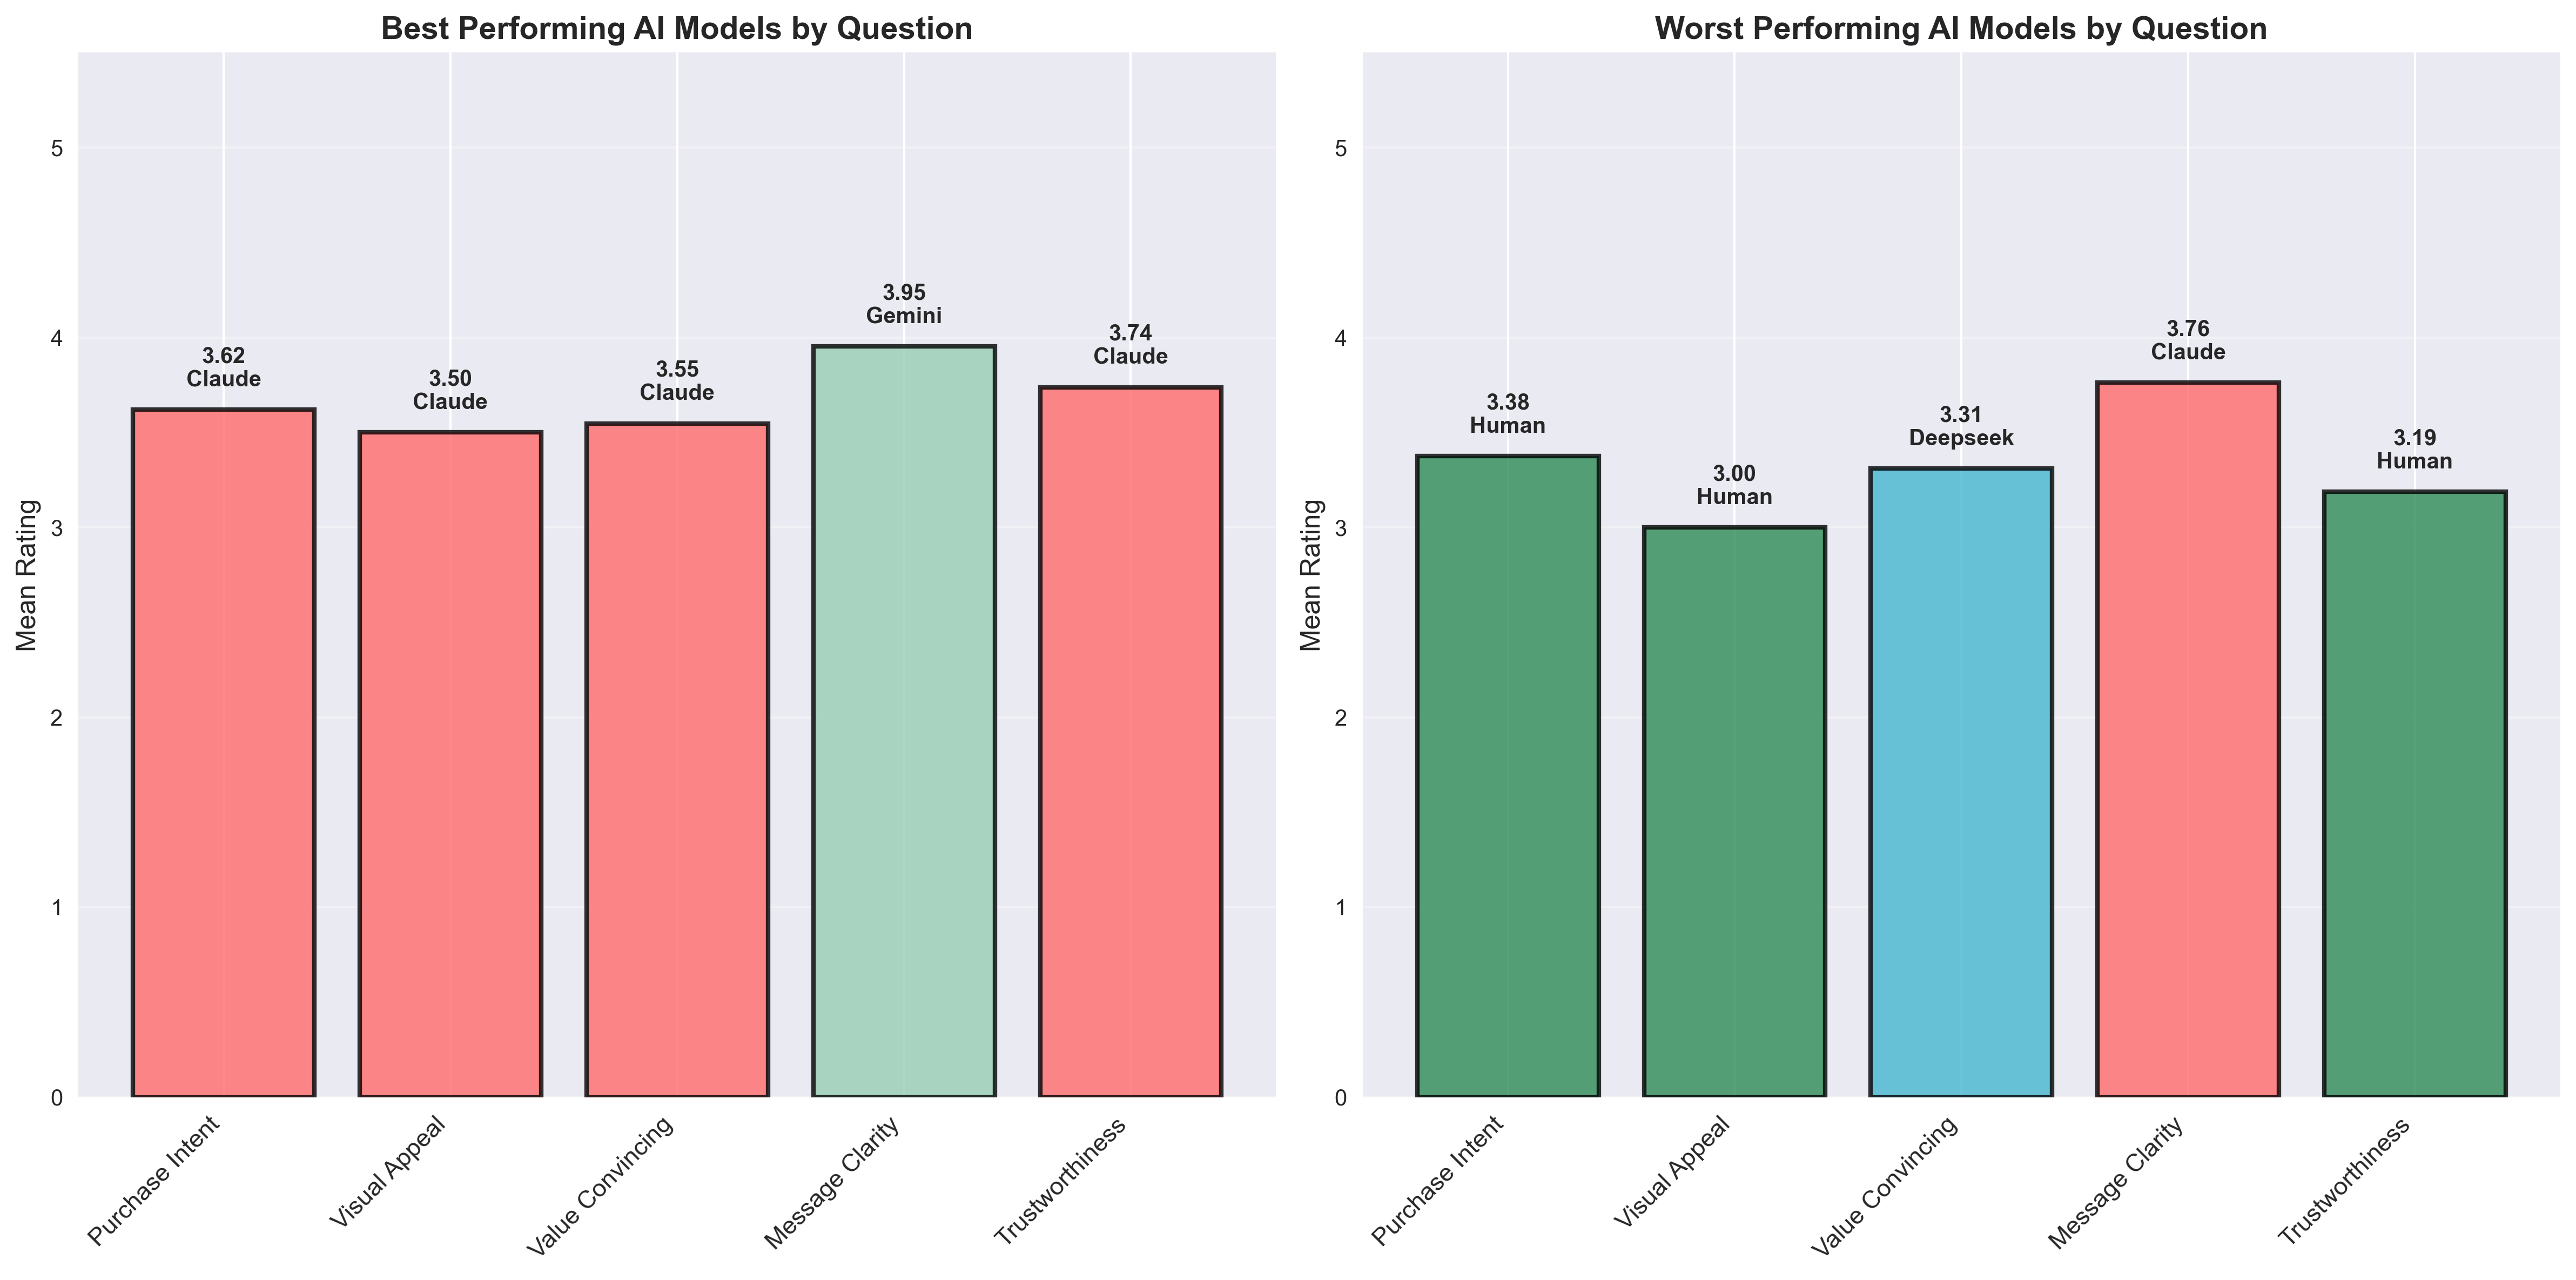 Best Performing AI Models by Question
Mean Rating
5
4
3
2
1
0
3.62
Claude
3.50
Claude
3.55
Claude
3.95
Gemini
3.74
Claude
Purchase Intent
Visual Appeal
Value Convincing
Message Clarity
Trustworthiness
Worst Performing AI Models by Question
Mean Rating
5
4
3
2
1
0
3.38
Human
3.00
Human
3.31
Deepseek
3.76
Claude
3.19
Human
Purchase Intent
Visual Appeal
Value Convincing
Message Clarity
Trustworthiness